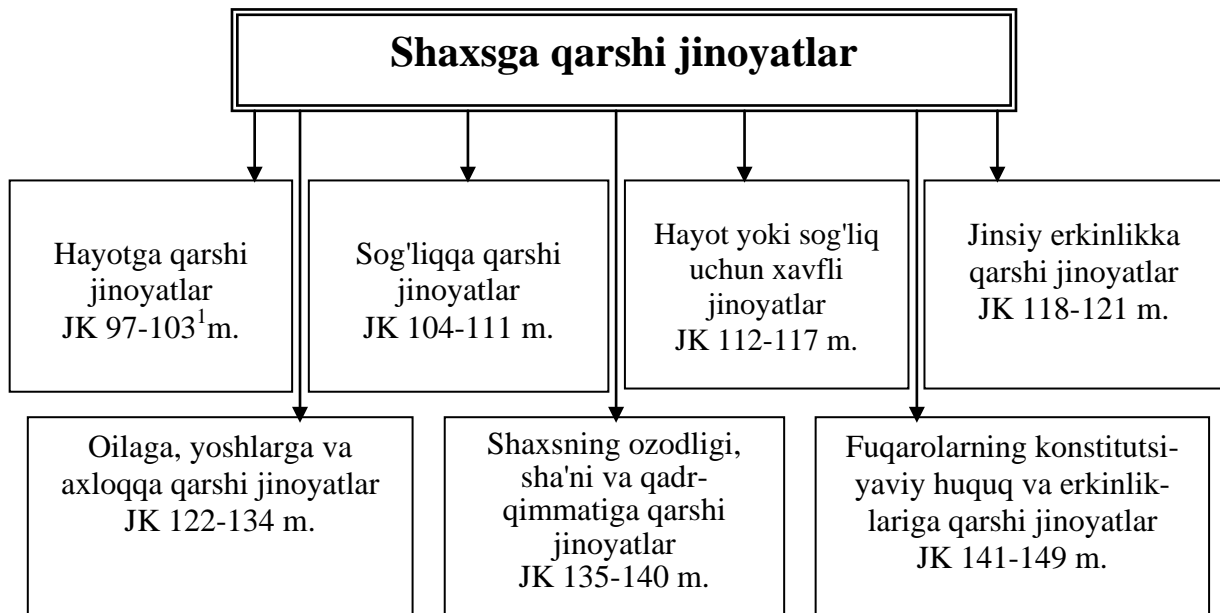 Shaxsga qarshi jinoyatlar
Hayotga qarshi
jinoyatlar
JK 97-103¹m.
Sog'liqqa qarshi
jinoyatlar
JK 104-111 m.
Hayot yoki sog'liq
uchun xavfli
jinoyatlar
JK 112-117 m.
Jinsiy erkinlikka
qarshi jinoyatlar
JK 118-121 m.
Oilaga, yoshlarga va
axloqqa qarshi jinoyatlar
JK 122-134 m.
Shaxsning ozodligi,
sha'ni va qadr-
qimmatiga qarshi
jinoyatlar
JK 135-140 m.
Fuqarolarning konstitutsi-
yaviy huquq va erkinlik-
lariga qarshi jinoyatlar
JK 141-149 m.